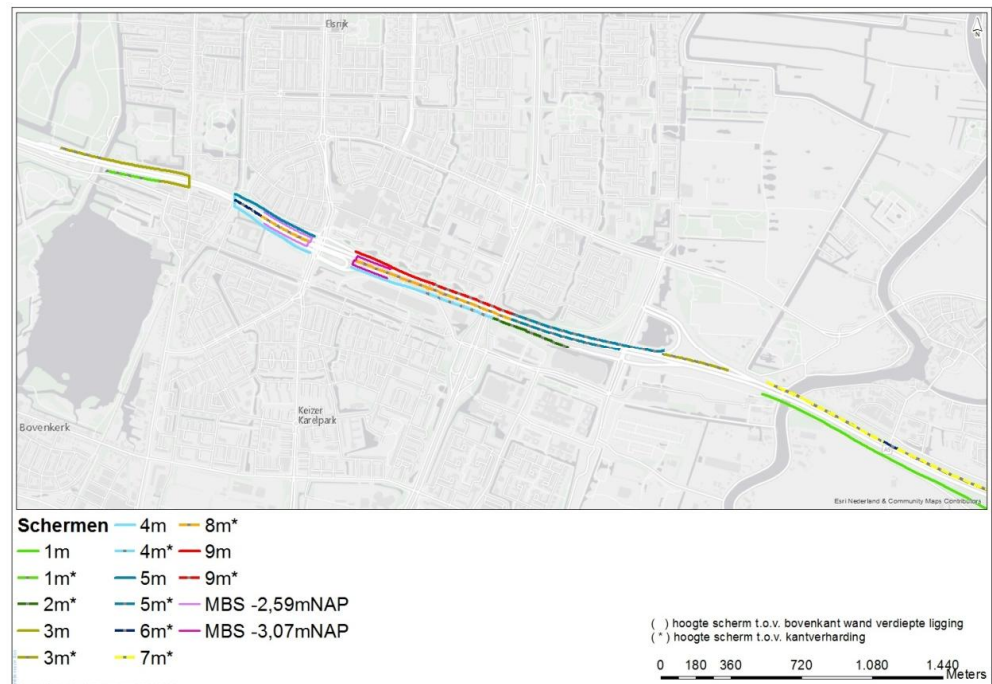 Elsrijk
Keizer
Karelpark
Bovenkerk
Esri Nederland & Community Maps Contributors
Schermen
1m
1m*
2m*
3m
3m*
4m
4m*
5m
5m*
6m*
7m*
8m*
9m
9m*
MBS -2,59mNAP
MBS -3,07mNAP
( ) hoogte scherm t.o.v. bovenkant wand verdiepte ligging
( * ) hoogte scherm t.o.v. kantverharding
0 180 360 720 1.080 1.440
Meters